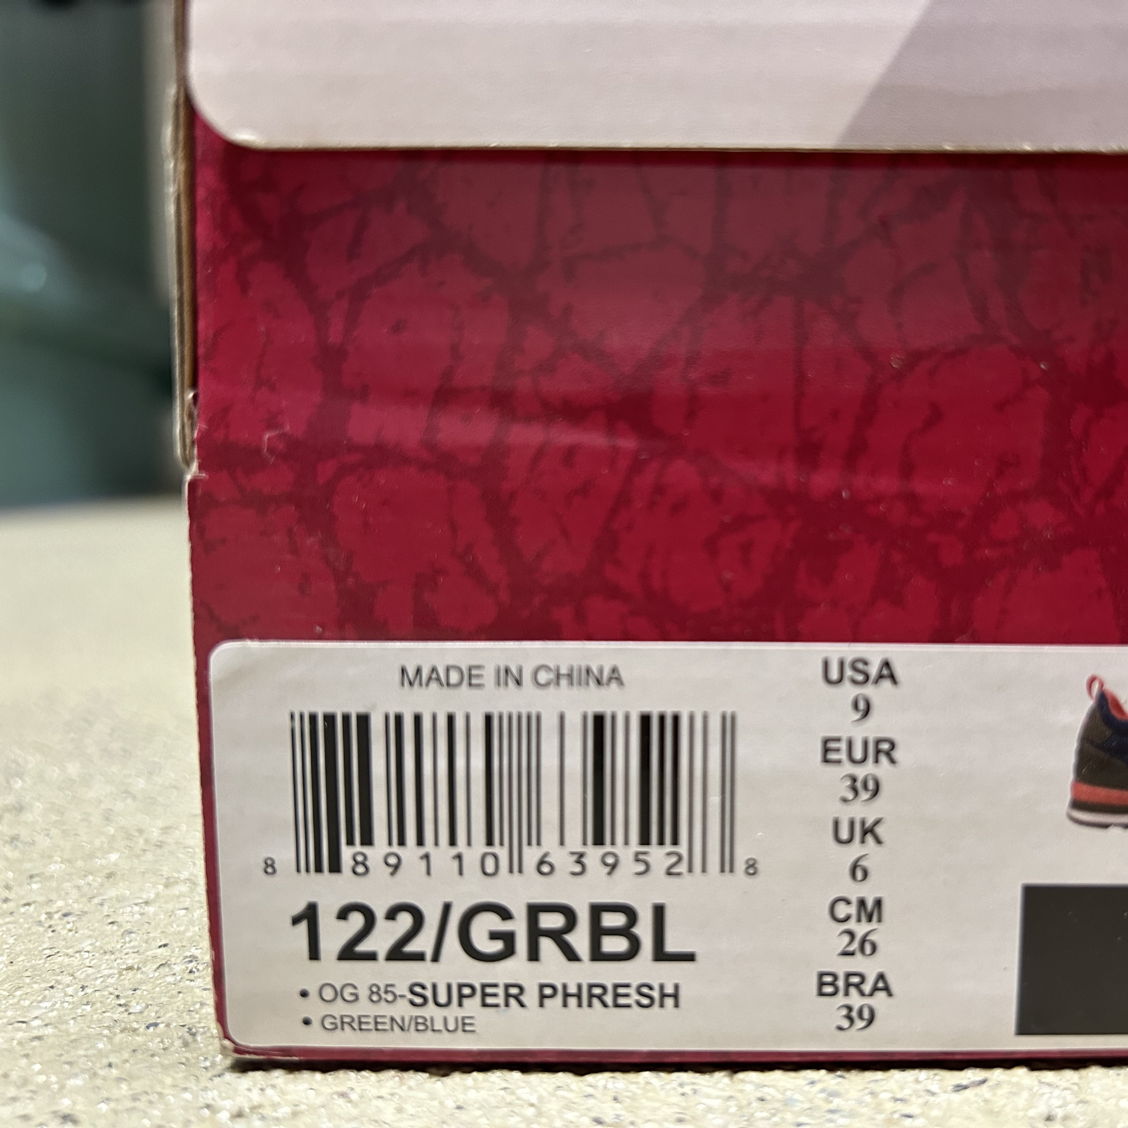 MADE IN CHINA
8 89110 63952 8
122/GRBL
• OG 85-SUPER PHRESH
• GREEN/BLUE
USA
9
EUR
39
UK
6
CM
26
BRA
39